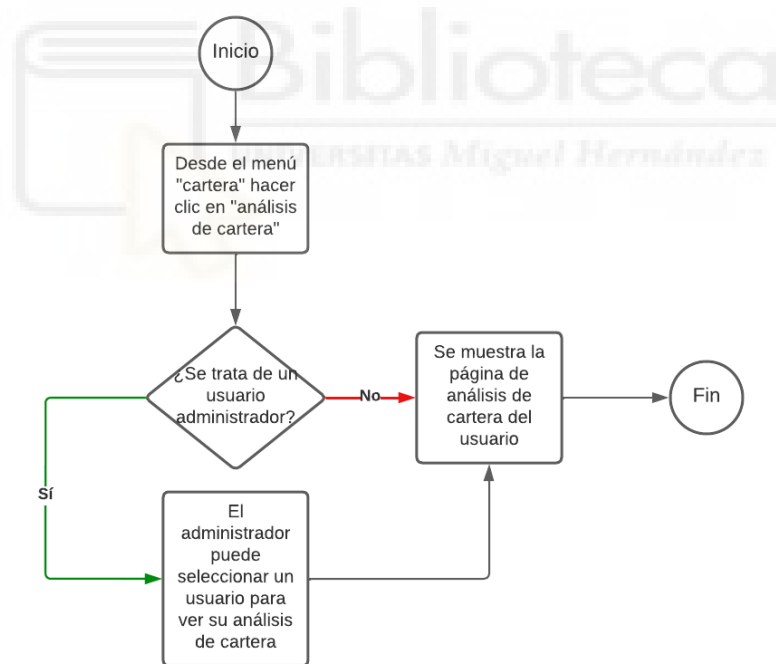 Biblioteca
UNIVERSITAS Miguel Hernández
Inicio
Desde el menú
"cartera" hacer
clic en "análisis
de cartera"
¿Se trata de un
usuario
administrador?
No
Se muestra la
página de
análisis de
cartera del
usuario
Fin
Sí
El
administrador
puede
seleccionar un
usuario para
ver su análisis
de cartera